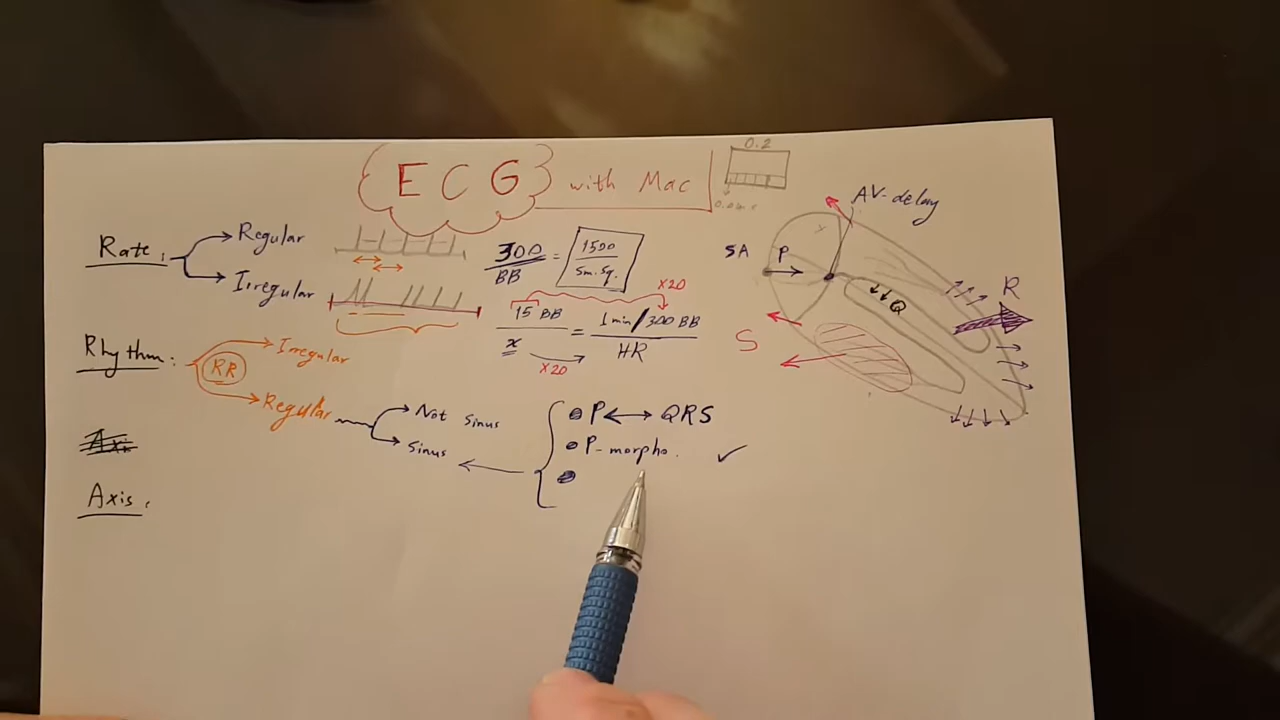 ECG with Mac
0.2
AV-delay
SA P
Q
R
S
Rate: Regular
Irregular
300/BB = 1500/Sm.Sq.
x20
15 BB/x = 1 min/300 BB/HR
x20
Rhythm: RR Irregular
Regular Not Sinus
Sinus
P ↔ QRS
P-morpho. ✓
Axis: